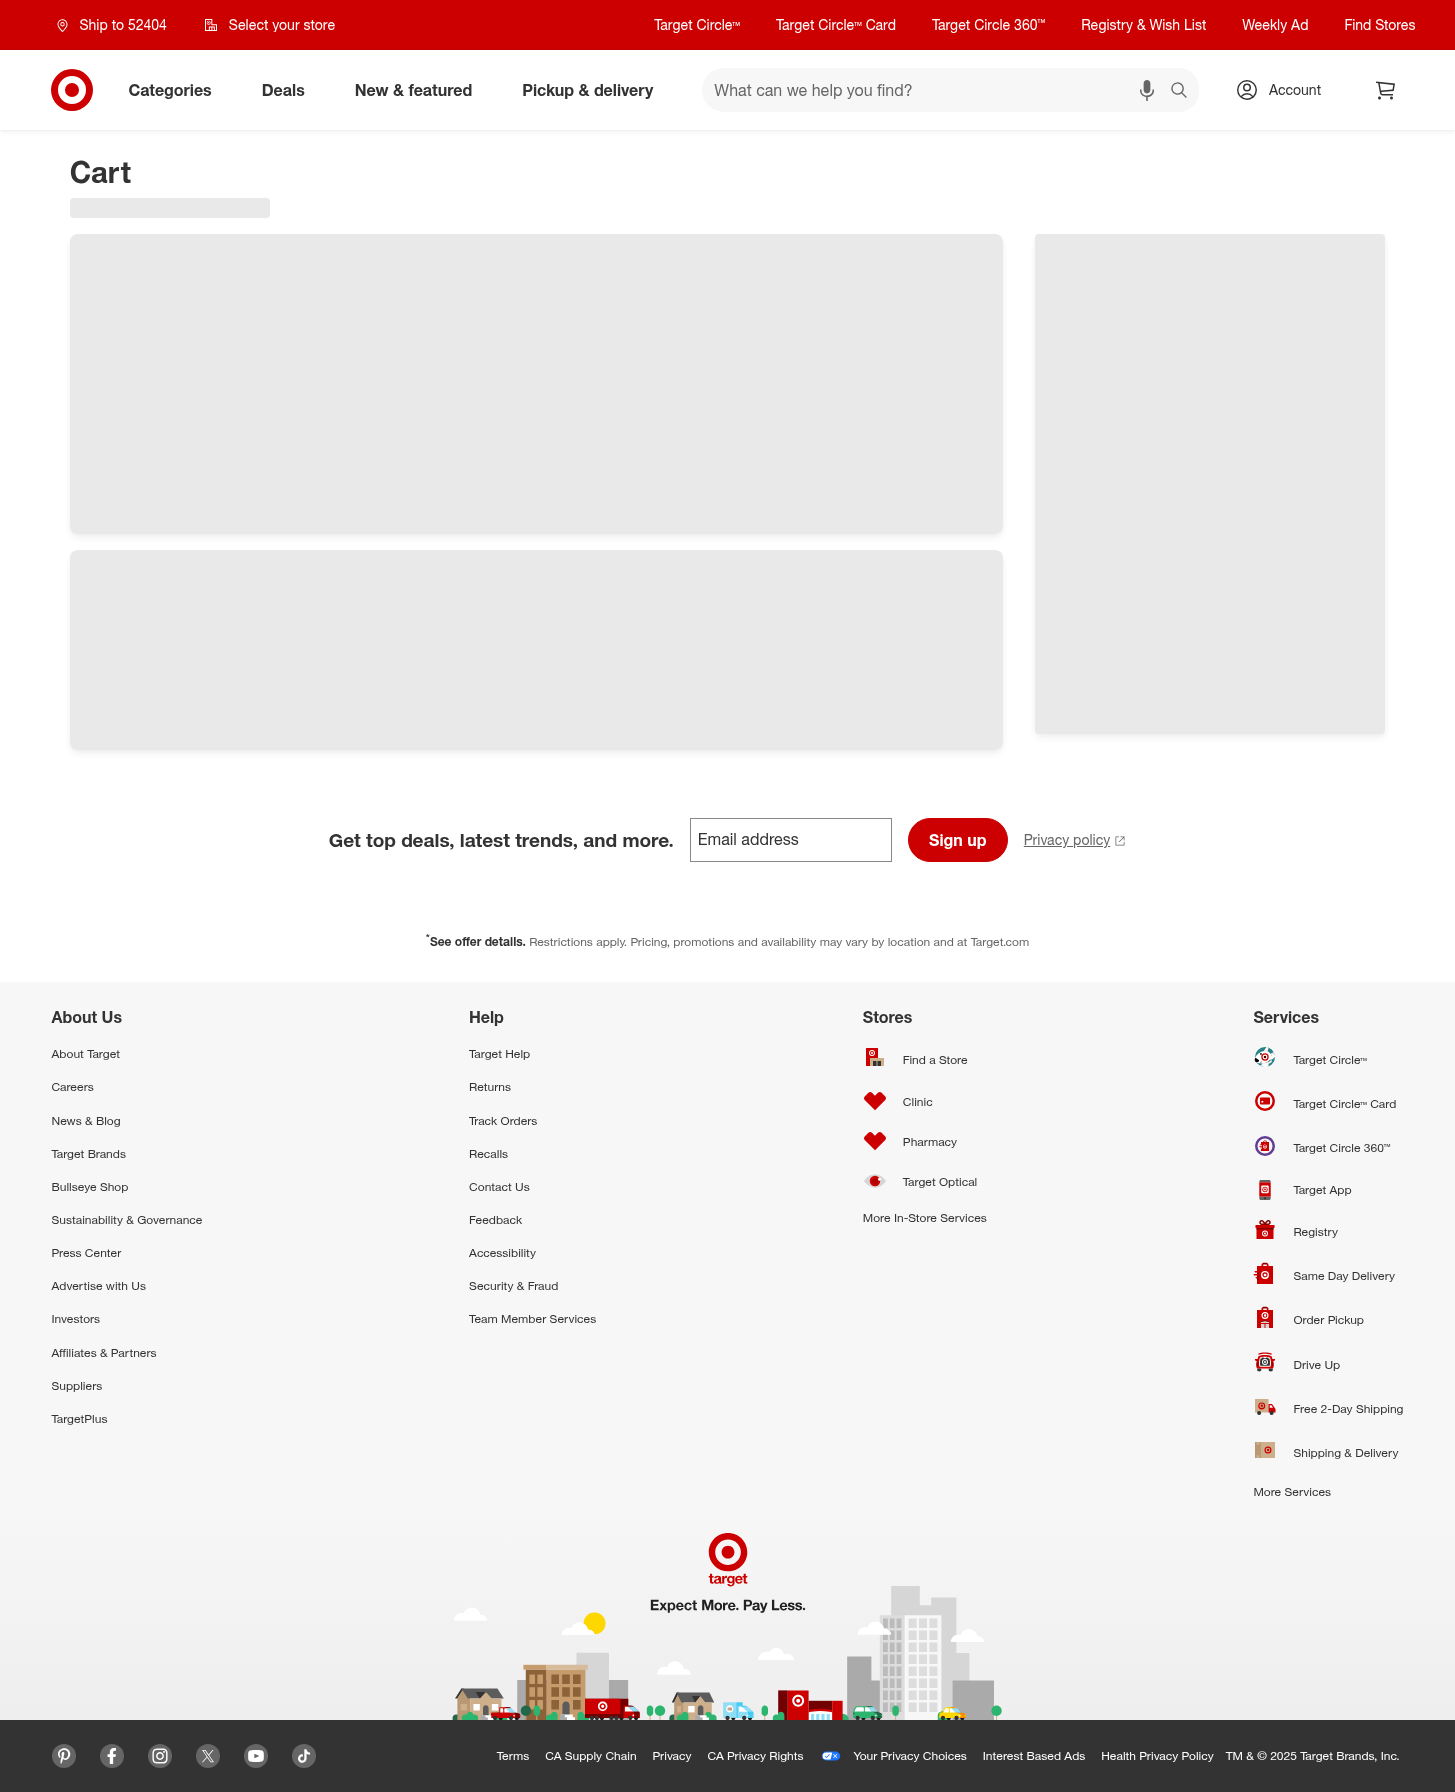 Ship to 52404
Select your store
Target Circle™
Target Circle™ Card
Target Circle 360™
Registry & Wish List
Weekly Ad
Find Stores
Categories
Deals
New & featured
Pickup & delivery
What can we help you find?
Account
Cart
Get top deals, latest trends, and more.
Email address
Sign up
Privacy policy
*See offer details. Restrictions apply. Pricing, promotions and availability may vary by location and at Target.com
About Us
About Target
Careers
News & Blog
Target Brands
Bullseye Shop
Sustainability & Governance
Press Center
Advertise with Us
Investors
Affiliates & Partners
Suppliers
TargetPlus
Help
Target Help
Returns
Track Orders
Recalls
Contact Us
Feedback
Accessibility
Security & Fraud
Team Member Services
Stores
Find a Store
Clinic
Pharmacy
Target Optical
More In-Store Services
Services
Target Circle™
Target Circle™ Card
Target Circle 360™
Target App
Registry
Same Day Delivery
Order Pickup
Drive Up
Free 2-Day Shipping
Shipping & Delivery
More Services
target
Expect More. Pay Less.
Terms
CA Supply Chain
Privacy
CA Privacy Rights
Your Privacy Choices
Interest Based Ads
Health Privacy Policy
TM & © 2025 Target Brands, Inc.